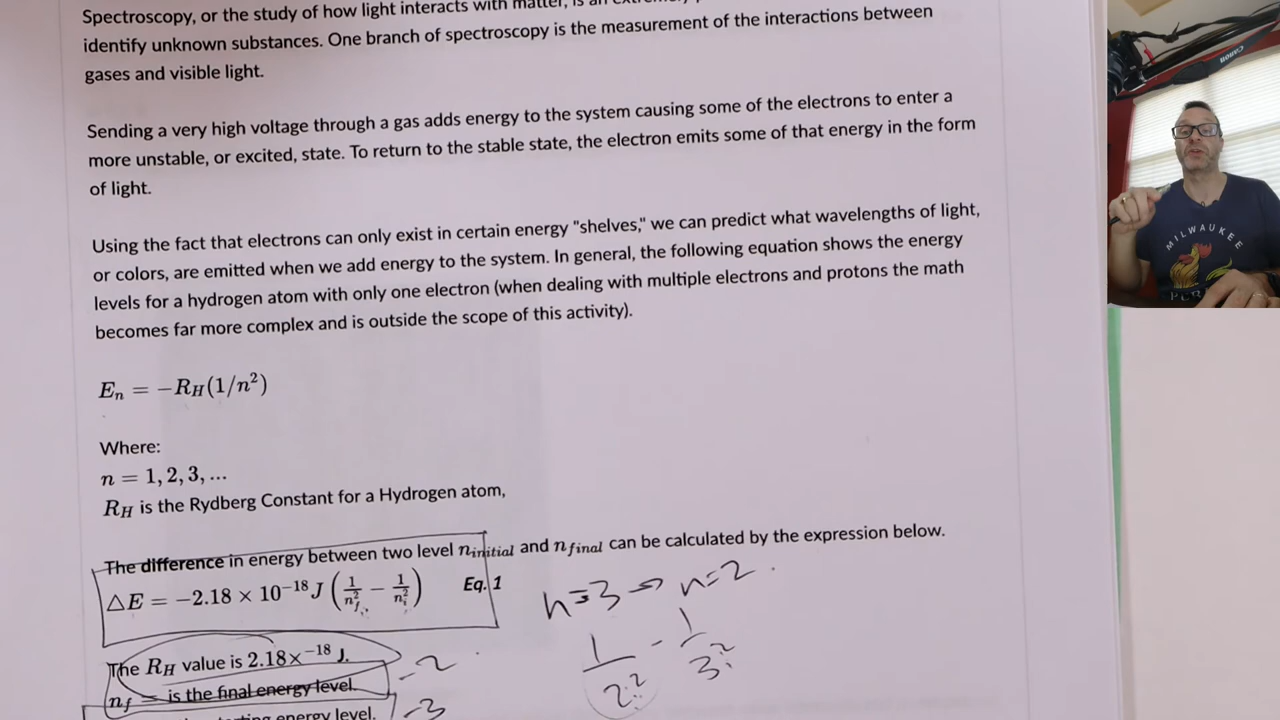 Spectroscopy, or the study of how light interacts with matter, is an
identify unknown substances. One branch of spectroscopy is the measurement of the interactions between
gases and visible light.
Sending a very high voltage through a gas adds energy to the system causing some of the electrons to enter a
more unstable, or excited, state. To return to the stable state, the electron emits some of that energy in the form
of light.
Using the fact that electrons can only exist in certain energy "shelves," we can predict what wavelengths of light,
or colors, are emitted when we add energy to the system. In general, the following equation shows the energy
levels for a hydrogen atom with only one electron (when dealing with multiple electrons and protons the math
becomes far more complex and is outside the scope of this activity).
Eₙ = −R_H(1/n²)
Where:
n = 1, 2, 3, ...
R_H is the Rydberg Constant for a Hydrogen atom,
The difference in energy between two level n_initial and n_final can be calculated by the expression below.
△E = −2.18 × 10⁻¹⁸ J (1/n_f² − 1/n_i²) Eq. 1
n=3 → n=2
1/2² - 1/3²
The R_H value is 2.18×⁻¹⁸ J.
n_f = is the final energy level. -2
energy level. -3
Canon
MILWAUKEE